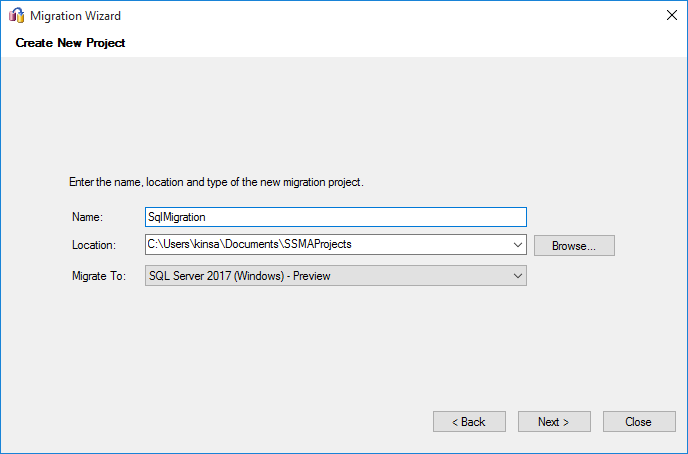 Migration Wizard
Create New Project
Enter the name, location and type of the new migration project.
Name: SqlMigration
Location: C:\Users\kinsa\Documents\SSMAProjects Browse...
Migrate To: SQL Server 2017 (Windows) - Preview
< Back Next > Close